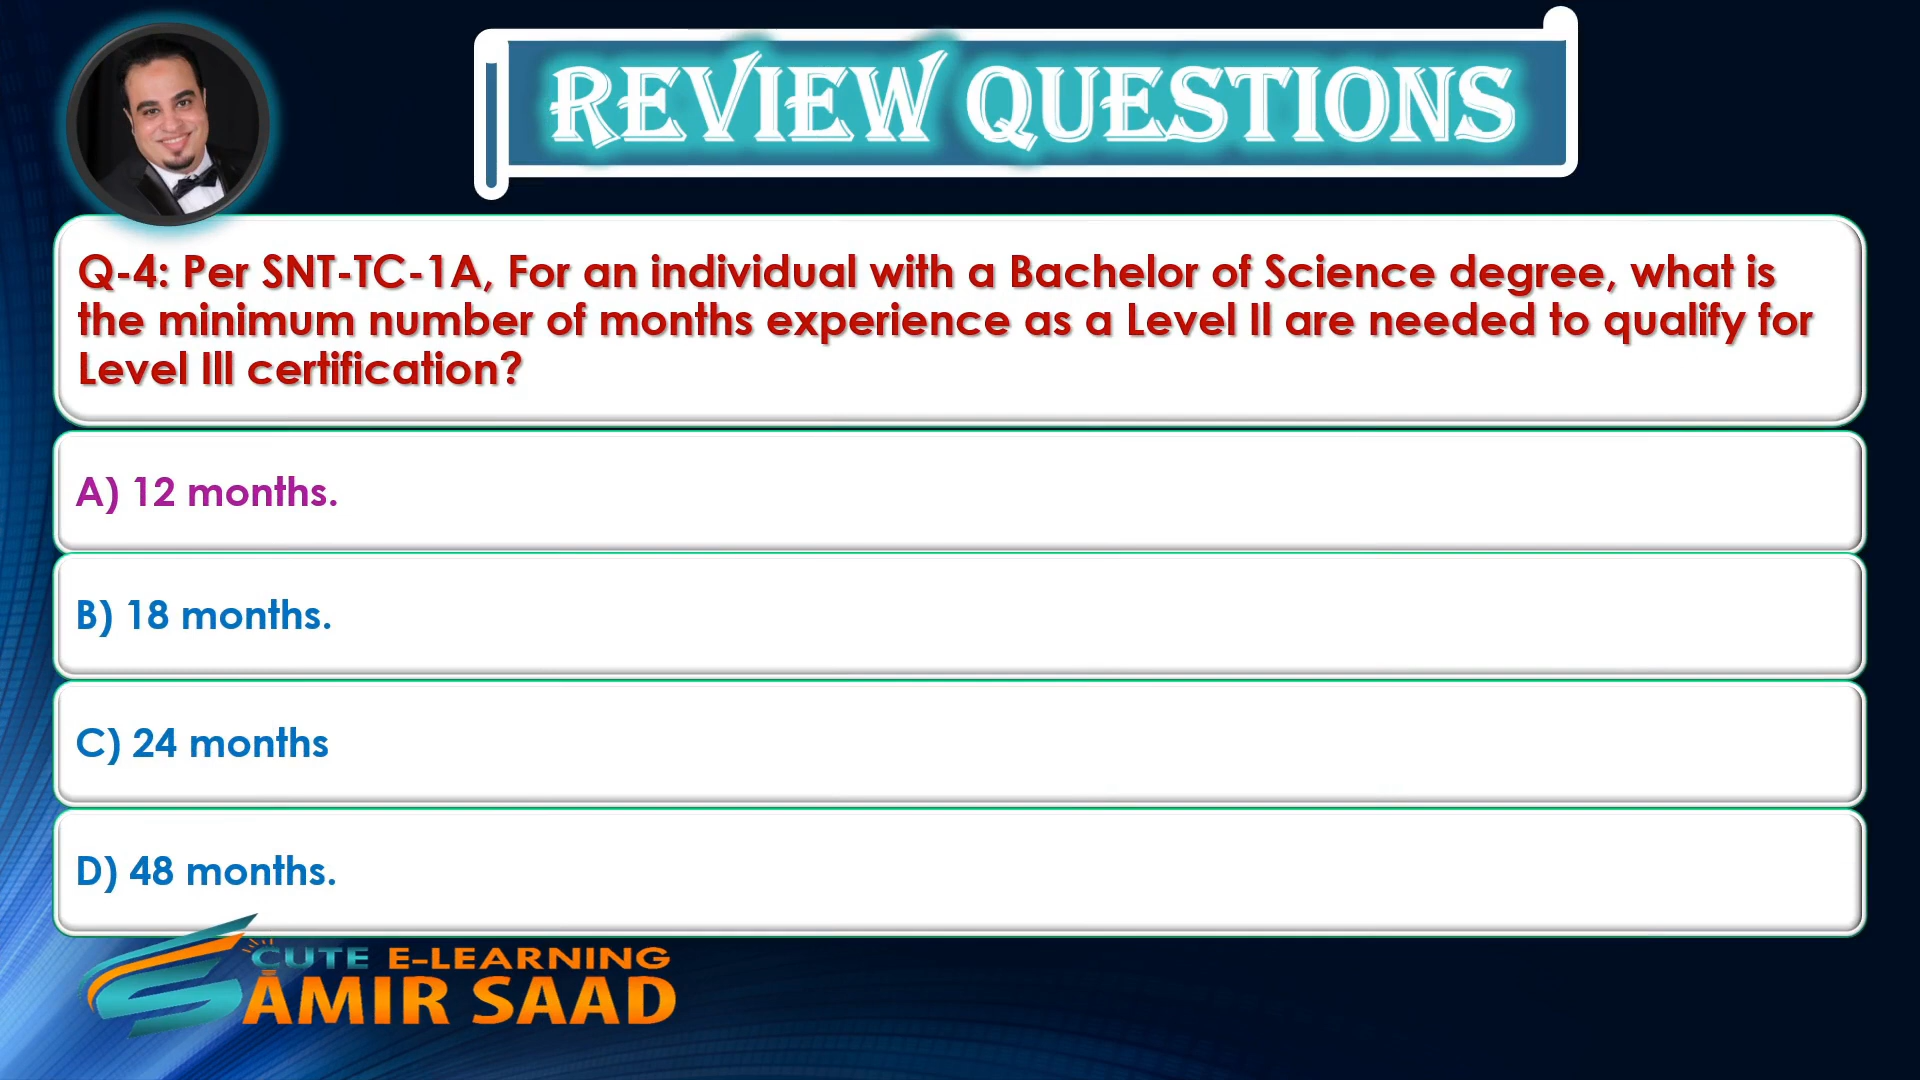 REVIEW QUESTIONS
Q-4: Per SNT-TC-1A, For an individual with a Bachelor of Science degree, what is
the minimum number of months experience as a Level II are needed to qualify for
Level III certification?
A) 12 months.
B) 18 months.
C) 24 months
D) 48 months.
CUTE E-LEARNING
AMIR SAAD